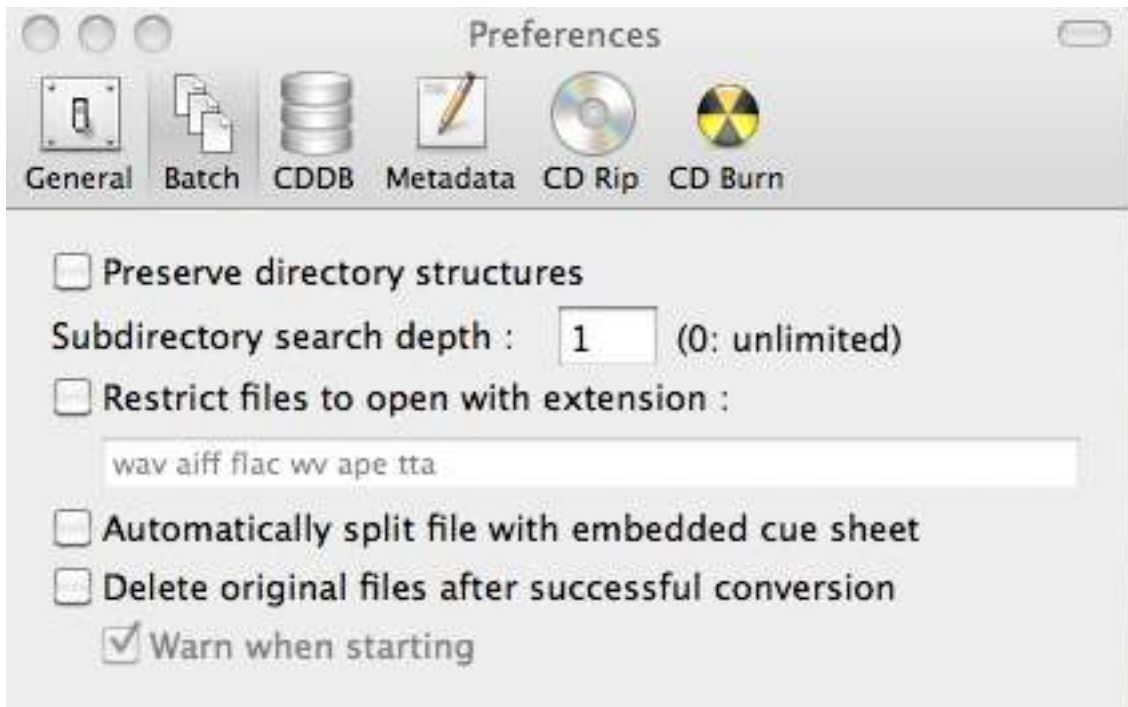 Preferences
General Batch CDDB Metadata CD Rip CD Burn
Preserve directory structures
Subdirectory search depth : 1 (0: unlimited)
Restrict files to open with extension :
wav aiff flac wv ape tta
Automatically split file with embedded cue sheet
Delete original files after successful conversion
Warn when starting